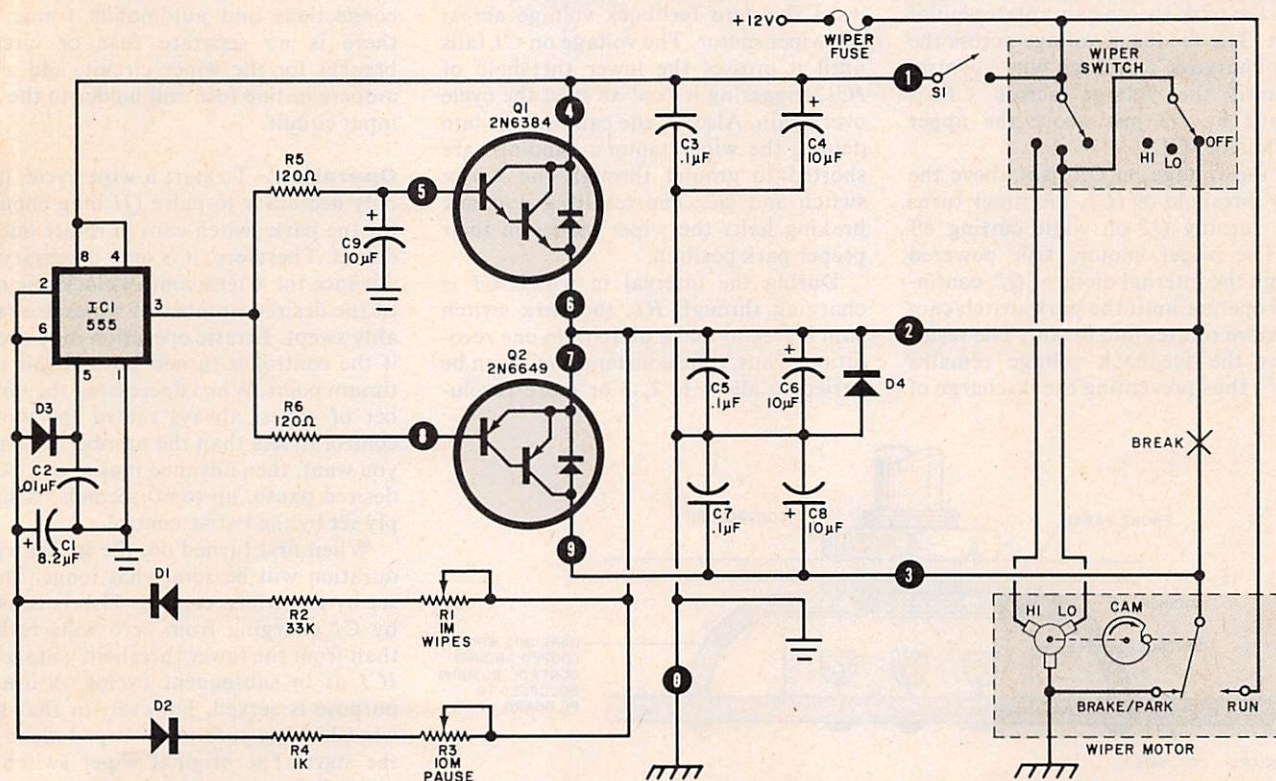 +12V
WIPER
FUSE
1
S1
WIPER
SWITCH
HI
LO
OFF
4
Q1
2N6384
R5
120Ω
5
+
C9
10μF
C3
.1μF
+
C4
10μF
8
4
2
6
IC1
555
3
5
1
6
2
7
Q2
2N6649
R6
120Ω
8
C5
.1μF
+
C6
10μF
D4
BREAK
D3
C2
.01μF
C7
.1μF
+
C8
10μF
+
C1
8.2μF
9
3
D1
R2
33K
R1
1M
WIPES
HI
LO
CAM
0
D2
R4
1K
R3
10M
PAUSE
BRAKE/PARK
RUN
WIPER MOTOR